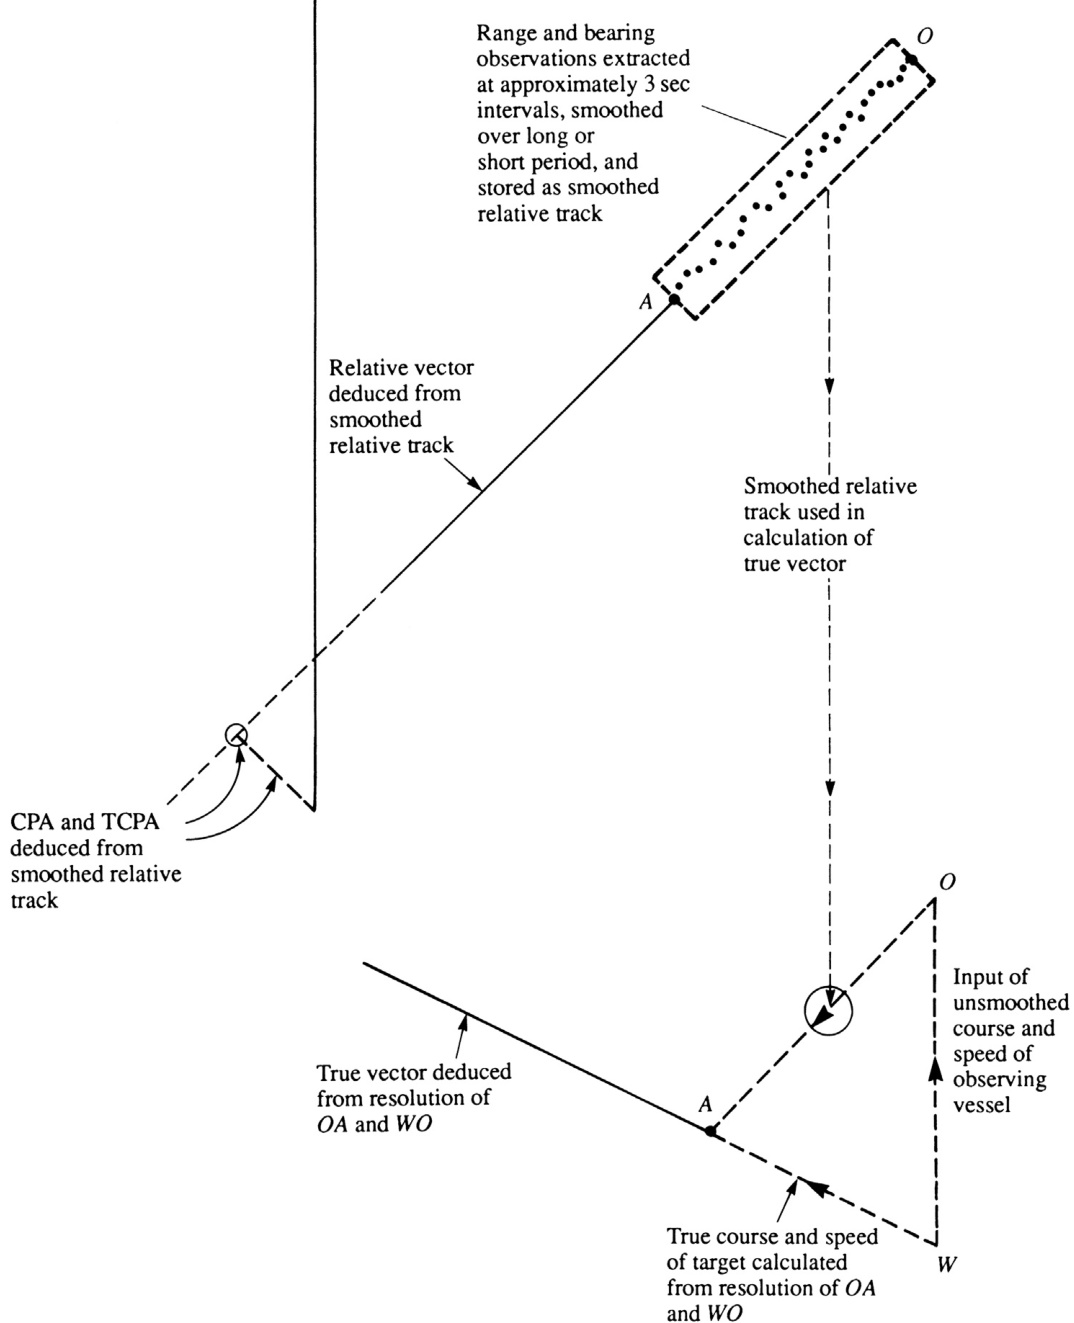 Range and bearing
observations extracted
at approximately 3 sec
intervals, smoothed
over long or
short period, and
stored as smoothed
relative track
O
A
Relative vector
deduced from
smoothed
relative track
Smoothed relative
track used in
calculation of
true vector
CPA and TCPA
deduced from
smoothed relative
track
O
Input of
unsmoothed
course and
speed of
observing
vessel
True vector deduced
from resolution of
OA and WO
A
True course and speed
of target calculated
from resolution of OA
and WO
W